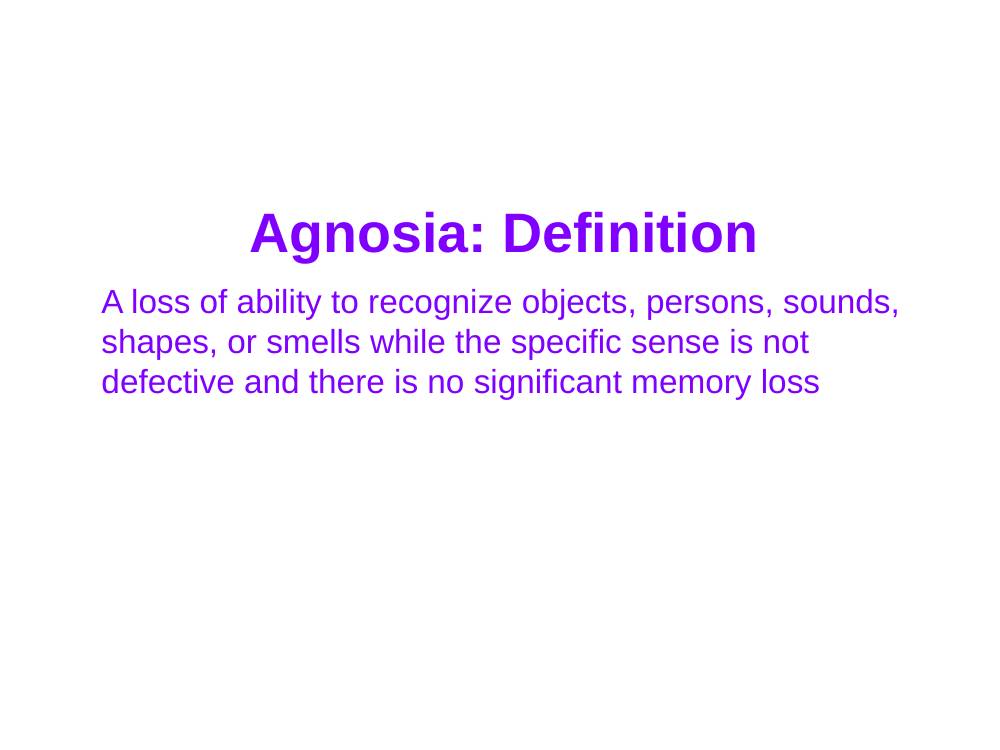 Agnosia: Definition
A loss of ability to recognize objects, persons, sounds,
shapes, or smells while the specific sense is not
defective and there is no significant memory loss